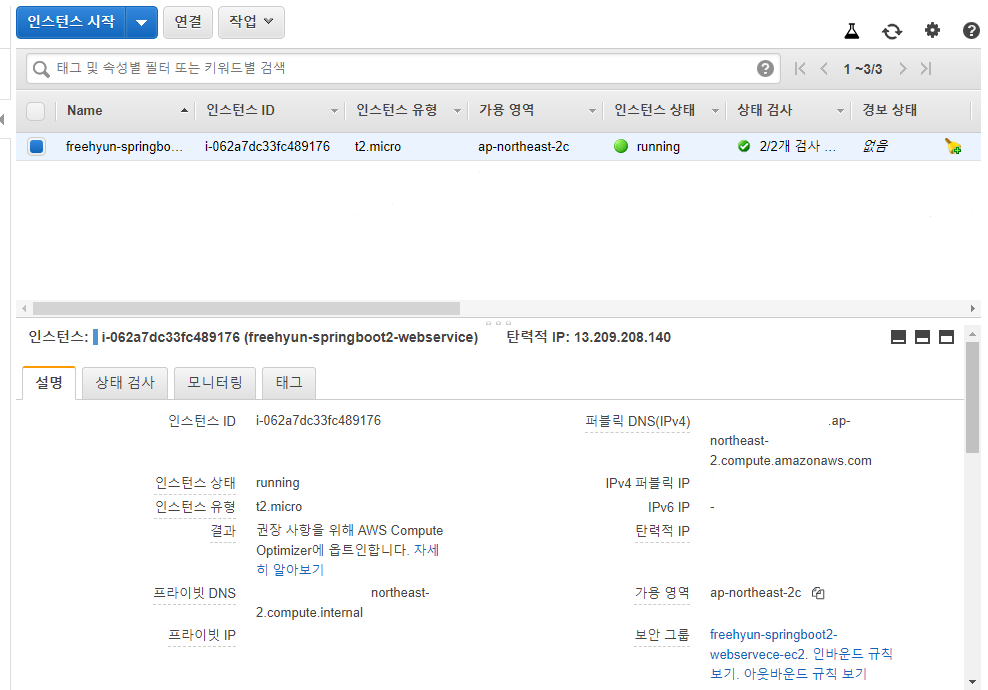 인스턴스 시작 연결 작업
태그 및 속성별 필터 또는 키워드별 검색 ? 1 ~3/3
Name 인스턴스 ID 인스턴스 유형 가용 영역 인스턴스 상태 상태 검사 경보 상태
freehyun-springbo... i-062a7dc33fc489176 t2.micro ap-northeast-2c running 2/2개 검사 ... 없음
인스턴스: i-062a7dc33fc489176 (freehyun-springboot2-webservice) 탄력적 IP: 13.209.208.140
설명 상태 검사 모니터링 태그
인스턴스 ID i-062a7dc33fc489176 퍼블릭 DNS(IPv4) .ap-
northeast-
2.compute.amazonaws.com
인스턴스 상태 running IPv4 퍼블릭 IP
인스턴스 유형 t2.micro IPv6 IP -
결과 권장 사항을 위해 AWS Compute 탄력적 IP
Optimizer에 옵트인합니다. 자세
히 알아보기
프라이빗 DNS northeast- 가용 영역 ap-northeast-2c
2.compute.internal
프라이빗 IP 보안 그룹 freehyun-springboot2-
webservece-ec2. 인바운드 규칙
보기. 아웃바운드 규칙 보기